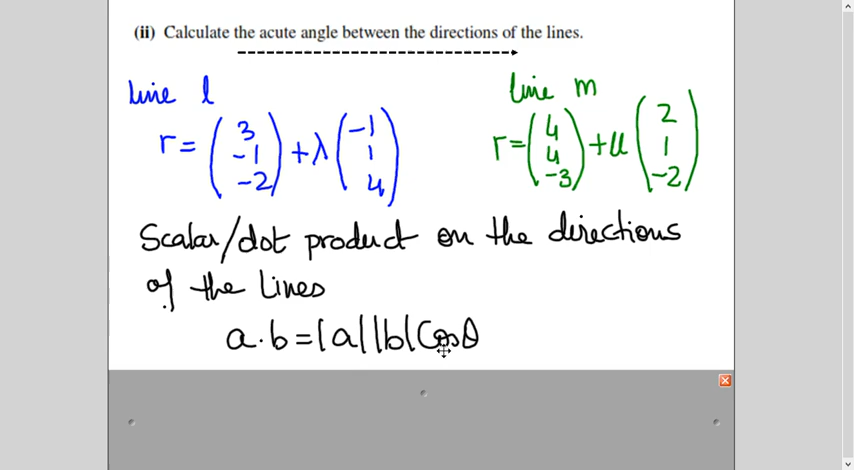 (ii) Calculate the acute angle between the directions of the lines.
line l
r = (3 -1 -2) + λ (-1 1 4)
line m
r = (4 4 -3) + μ (2 1 -2)
Scalar/dot product on the directions
of the lines
a.b = |a||b|Cosθ